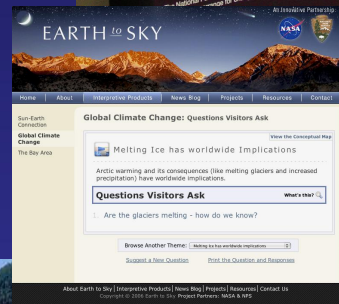 National
nge for
An Innovative Partnership:
EARTH to SKY
NASA
Home About Interpretive Products News Blog Projects Resources Contact
Sun-Earth
Connection
Global Climate
Change
The Bay Area
Global Climate Change: Questions Visitors Ask
View the Conceptual Map
Melting Ice has worldwide Implications
Arctic warming and its consequences (like melting glaciers and increased
precipitation) have worldwide implications.
Questions Visitors Ask
What's this?
1. Are the glaciers melting - how do we know?
Browse Another Theme: Melting Ice has worldwide Implications
Suggest a New Question Print the Question and Responses
About Earth to Sky | Interpretive Products | News Blog | Projects | Resources | Contact Us
Copyright © 2006 Earth to Sky Project Partners: NASA & NPS